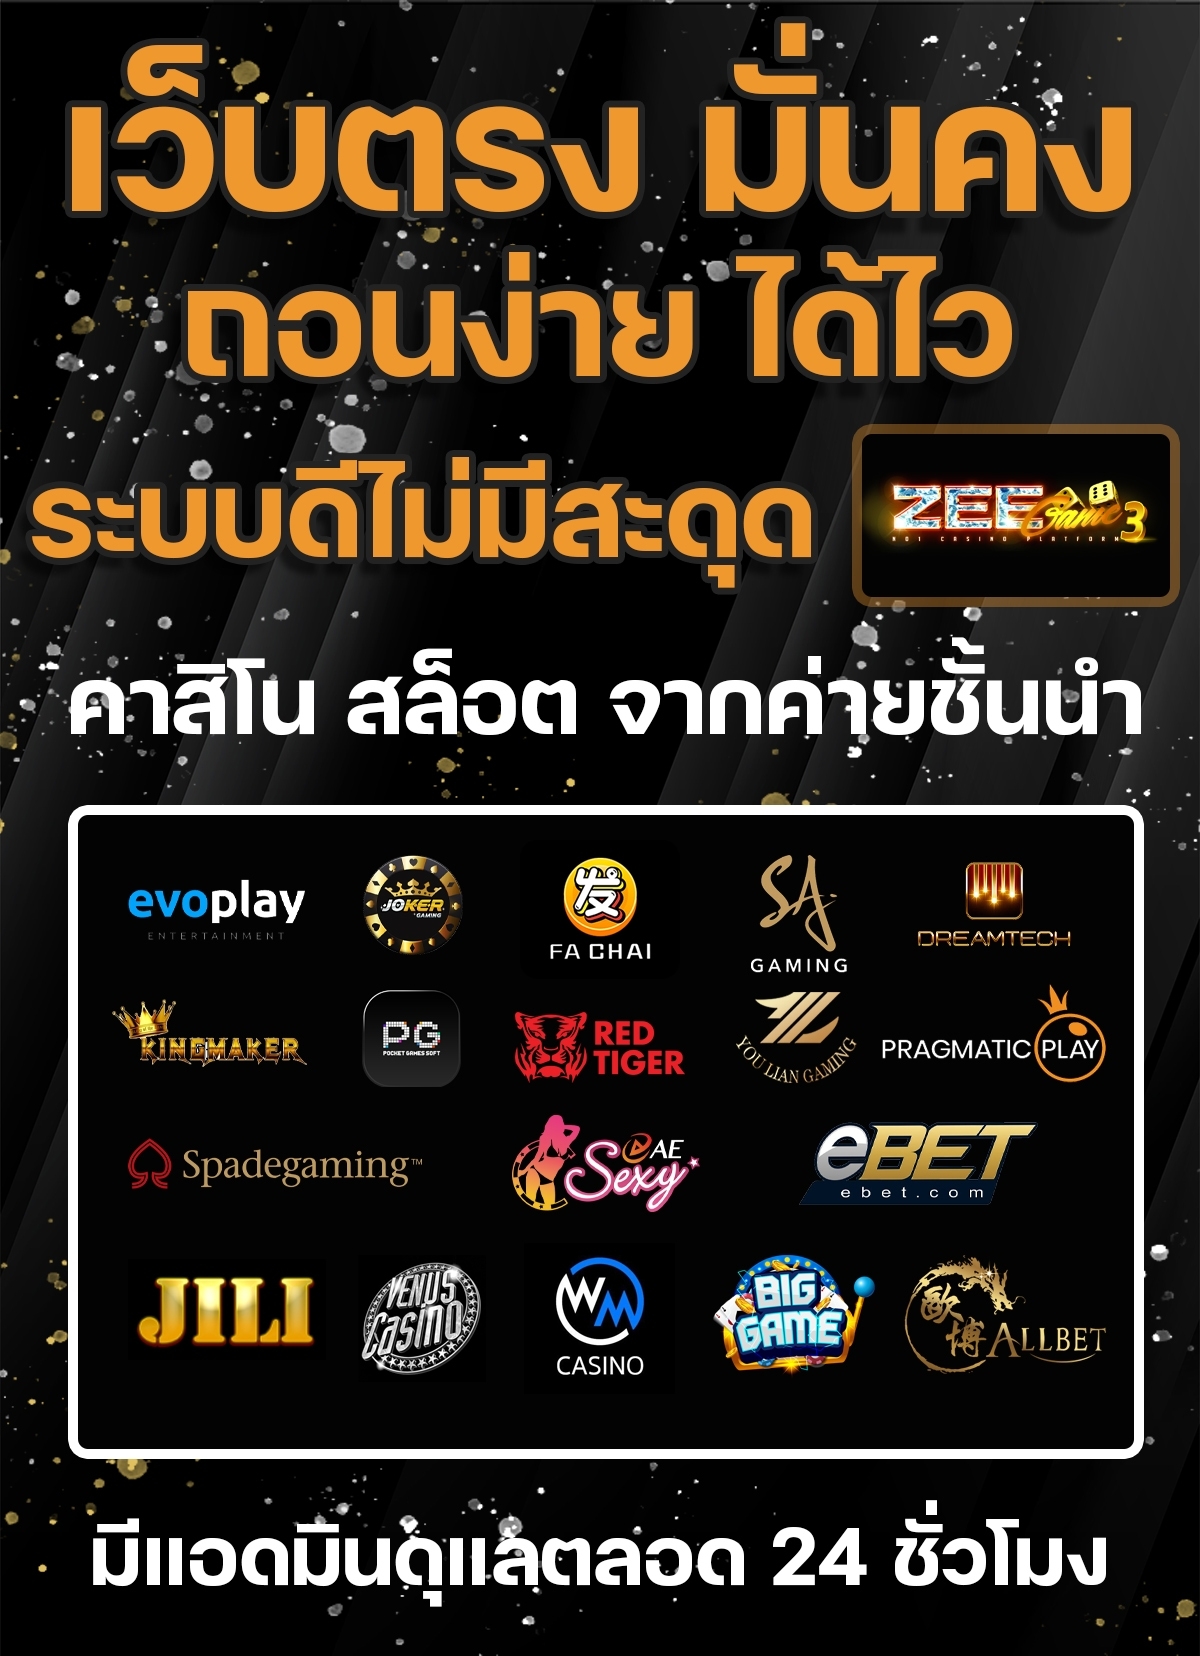 เว็บตรง มั่นคง
ถอนง่าย ได้ไว
ระบบดีไม่มีสะดุด
ZEE Game 3
NO1 CASINO PLATFORM
คาสิโน สล็อต จากค่ายชั้นนำ
evoplay
ENTERTAINMENT
JOKER
GAMING
发
FA CHAI
SA
GAMING
DREAMTECH
KINGMAKER
PG
POCKET GAMES SOFT
RED
TIGER
YOU LIAN GAMING
PRAGMATIC PLAY
Spadegaming™
AE
Sexy
eBET
ebet.com
JILI
VENUS
Casino
WM
CASINO
BIG
GAME
歐博 ALLBET
มีแอดมินดูแลตลอด 24 ชั่วโมง